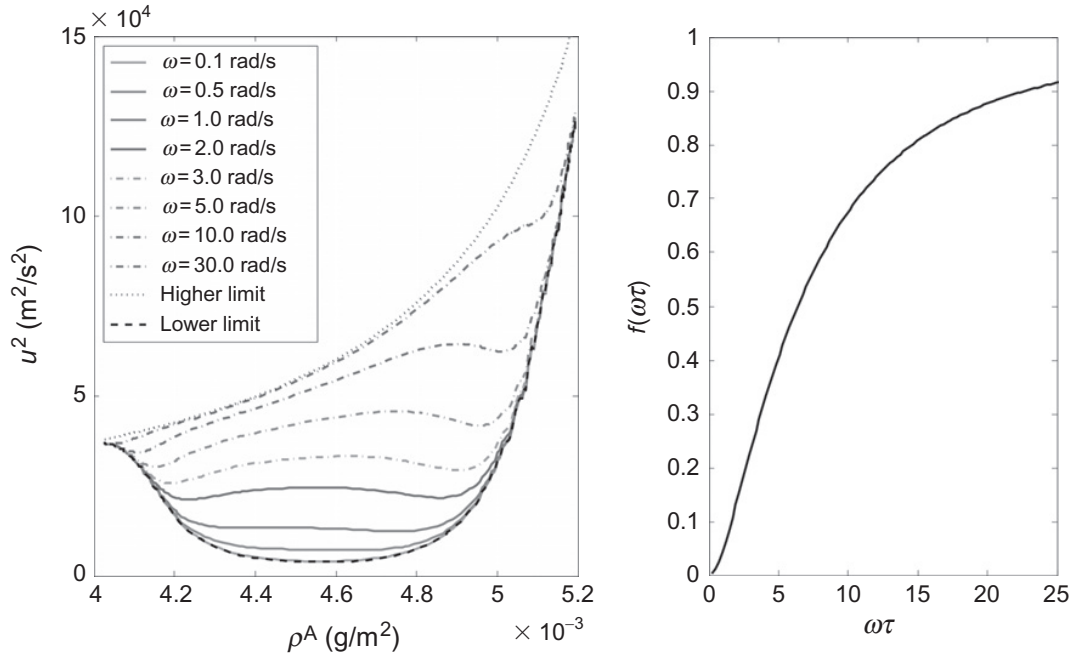 × 10⁴
15
10
5
0
u² (m²/s²)
ω = 0.1 rad/s
ω = 0.5 rad/s
ω = 1.0 rad/s
ω = 2.0 rad/s
ω = 3.0 rad/s
ω = 5.0 rad/s
ω = 10.0 rad/s
ω = 30.0 rad/s
Higher limit
Lower limit
4 4.2 4.4 4.6 4.8 5 5.2
ρᴬ (g/m²)
× 10⁻³
1
0.9
0.8
0.7
0.6
0.5
0.4
0.3
0.2
0.1
0
f(ωτ)
0 5 10 15 20 25
ωτ